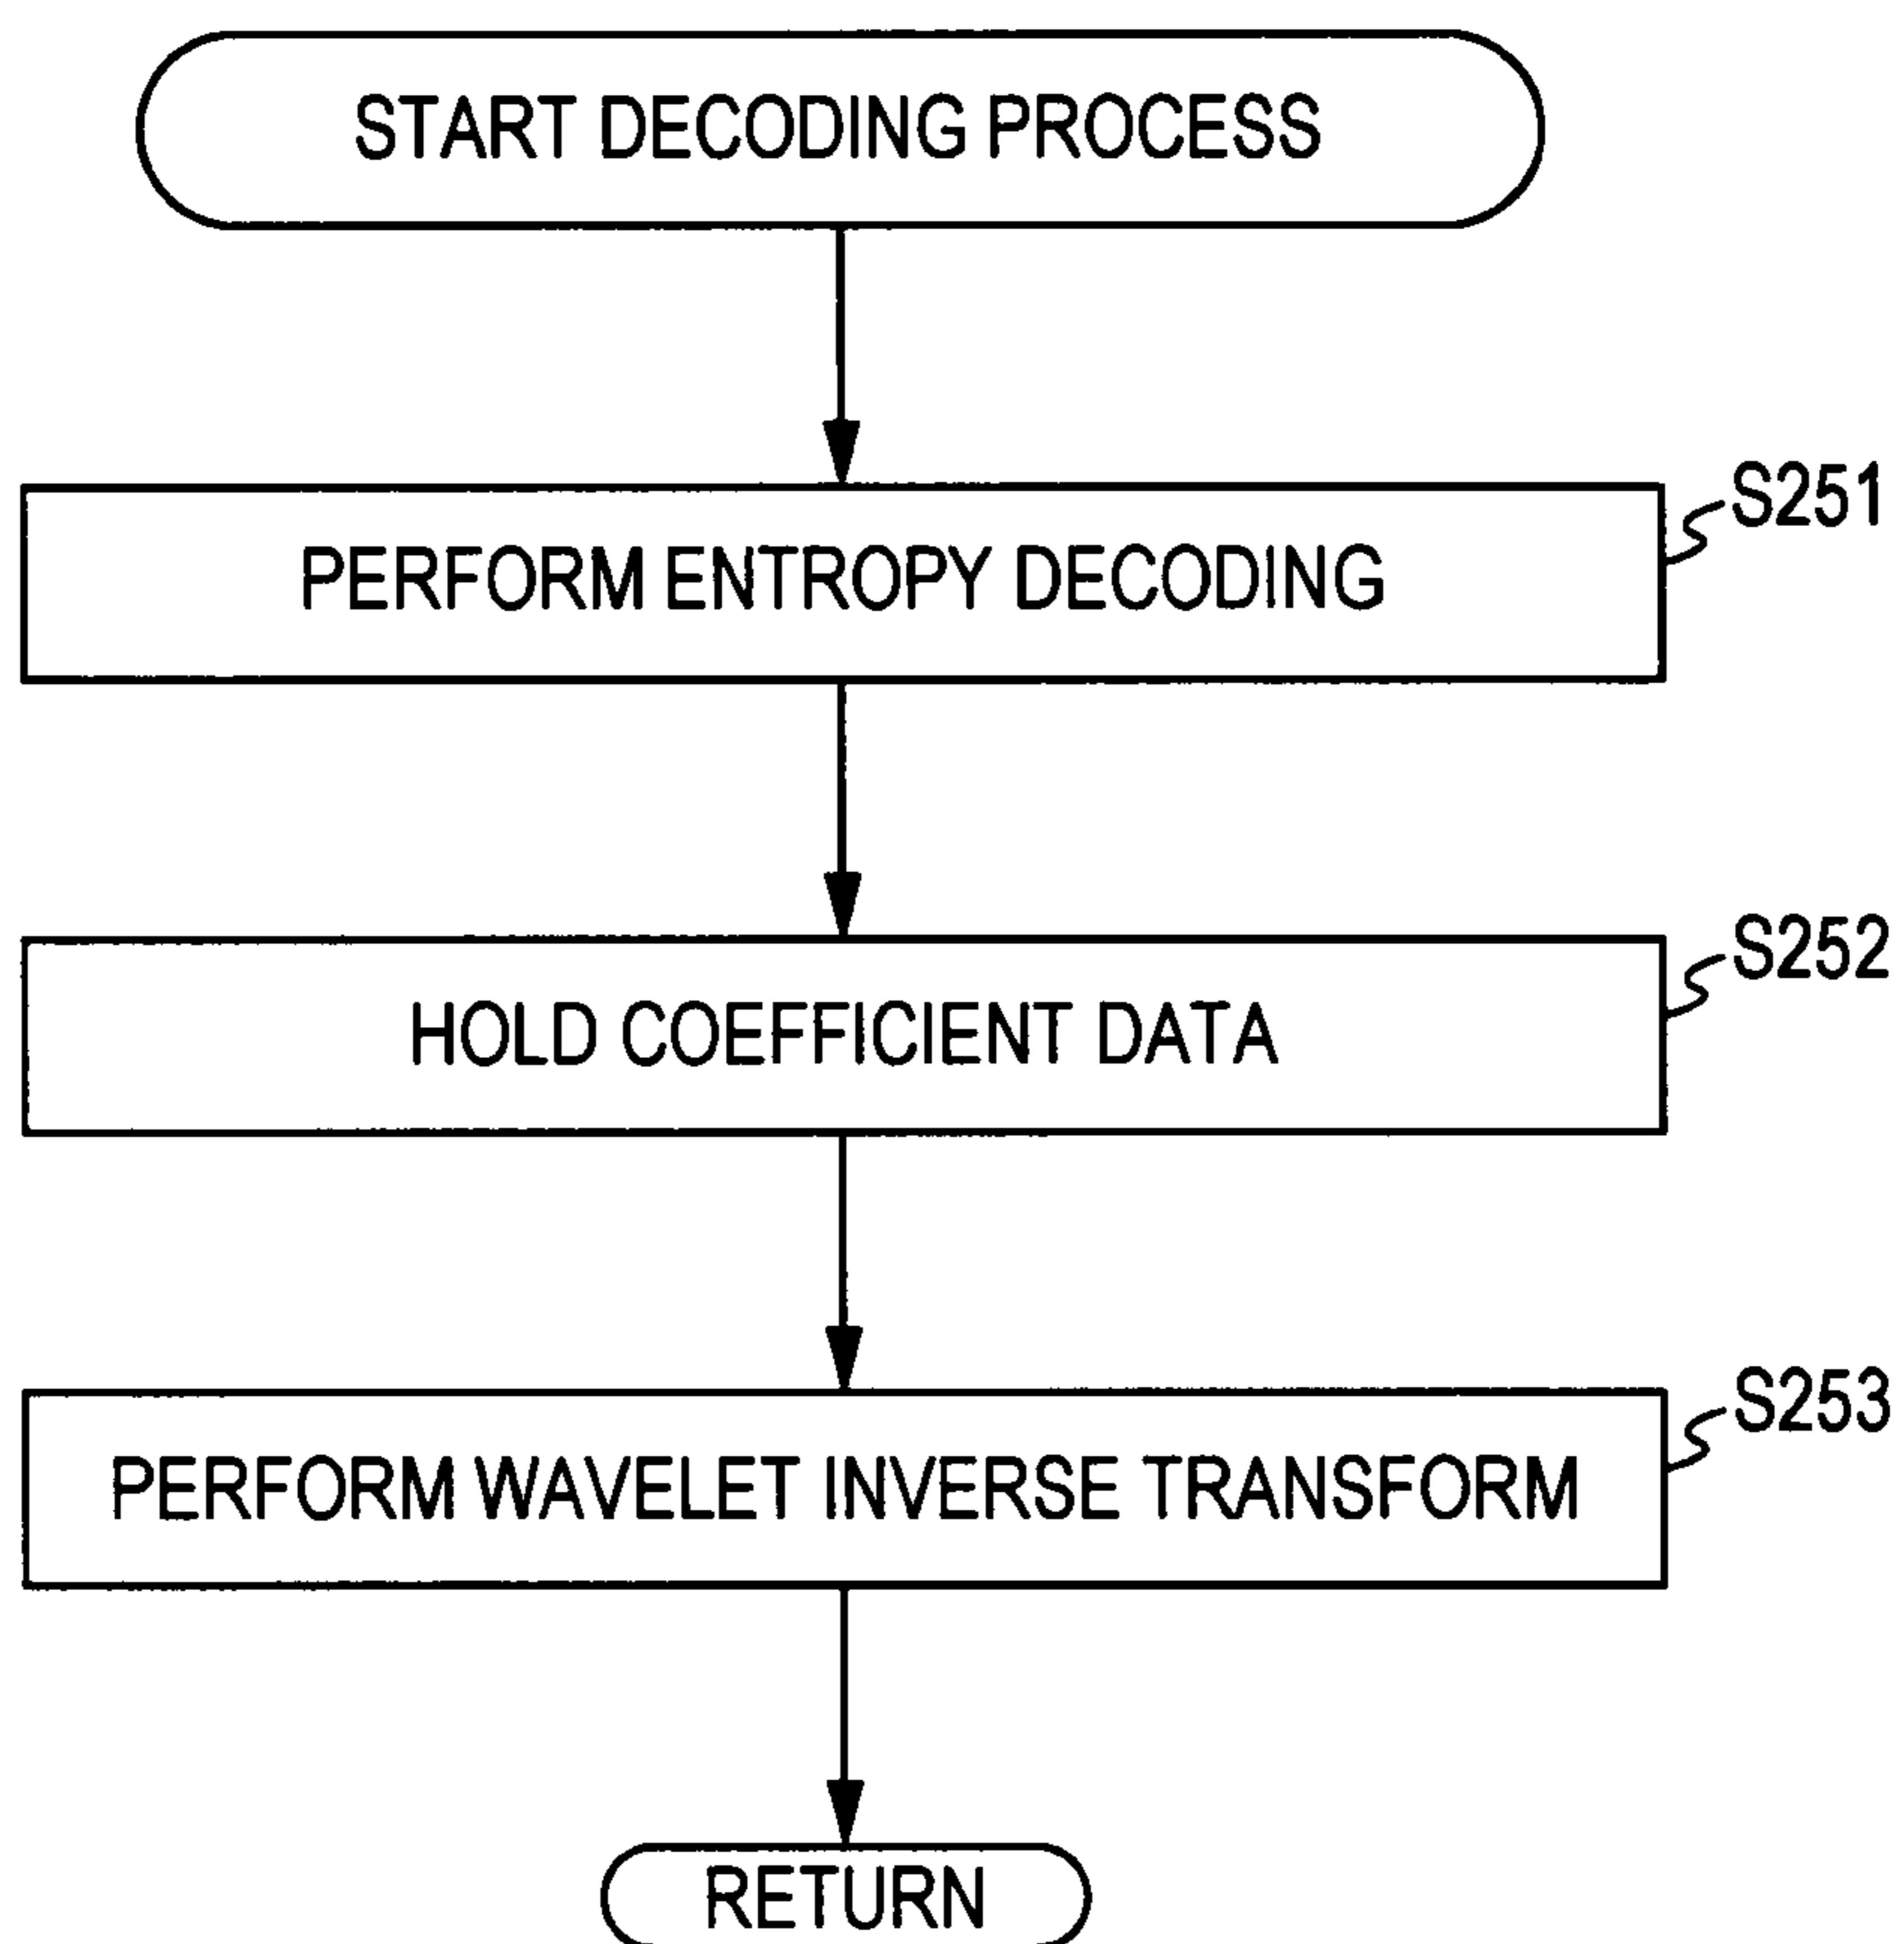 START DECODING PROCESS
S251
PERFORM ENTROPY DECODING
S252
HOLD COEFFICIENT DATA
S253
PERFORM WAVELET INVERSE TRANSFORM
RETURN